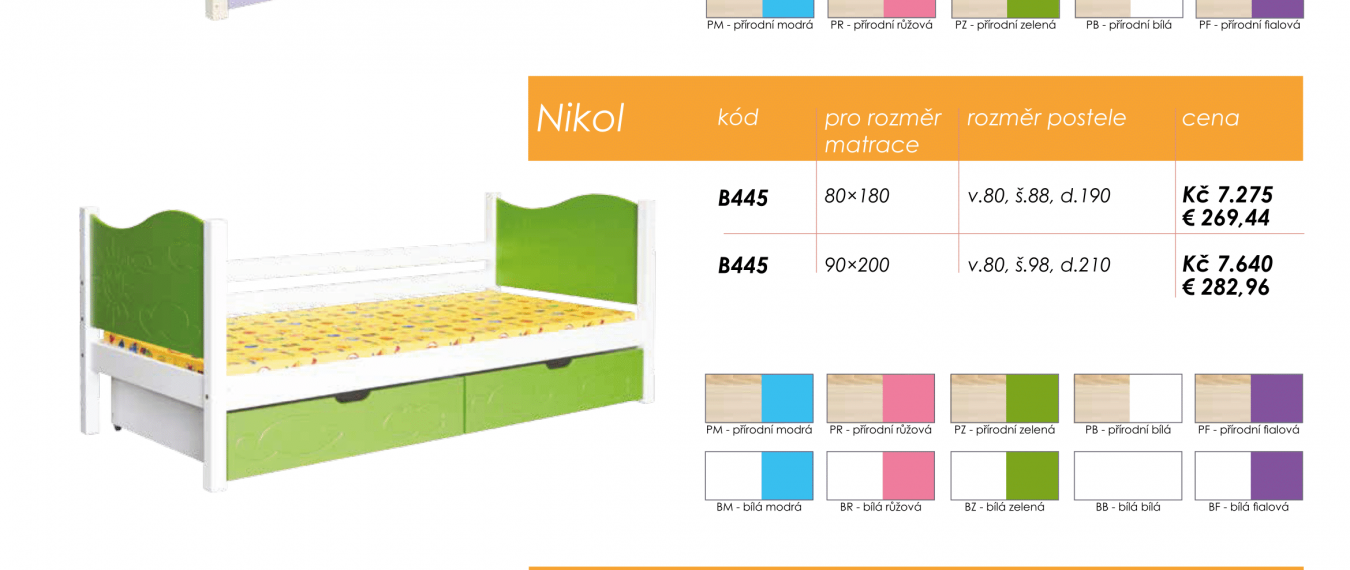 PM - přírodní modrá PR - přírodní růžová PZ - přírodní zelená PB - přírodní bílá PF - přírodní fialová
Nikol kód pro rozměr matrace rozměr postele cena
B445 80×180 v.80, š.88, d.190 Kč 7.275
€ 269,44
B445 90×200 v.80, š.98, d.210 Kč 7.640
€ 282,96
PM - přírodní modrá PR - přírodní růžová PZ - přírodní zelená PB - přírodní bílá PF - přírodní fialová
BM - bílá modrá BR - bílá růžová BZ - bílá zelená BB - bílá bílá BF - bílá fialová